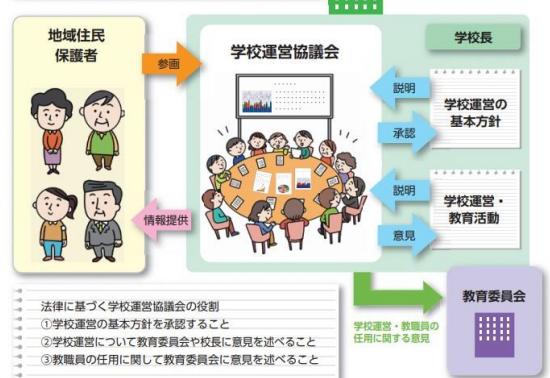 地域住民
保護者
参画
情報提供
学校運営協議会
学校長
説明
承認
学校運営の
基本方針
説明
意見
学校運営・
教育活動
学校運営・教職員の
任用に関する意見
教育委員会
法律に基づく学校運営協議会の役割
①学校運営の基本方針を承認すること
②学校運営について教育委員会や校長に意見を述べること
③教職員の任用に関して教育委員会に意見を述べること